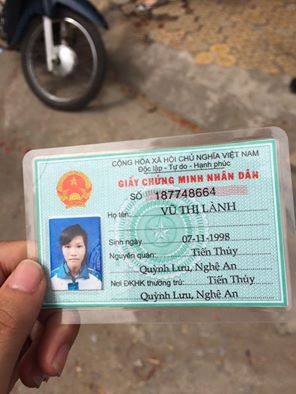 CỘNG HÒA XÃ HỘI CHỦ NGHĨA VIỆT NAM
Độc lập - Tự do - Hạnh phúc
GIẤY CHỨNG MINH NHÂN DÂN
SỐ 187748664
Họ tên: VŨ THỊ LÀNH
Sinh ngày 07-11-1998
Nguyên quán: Tiến Thủy
Quỳnh Lưu, Nghệ An
Nơi ĐKHK thường trú: Tiến Thủy
Quỳnh Lưu, Nghệ An